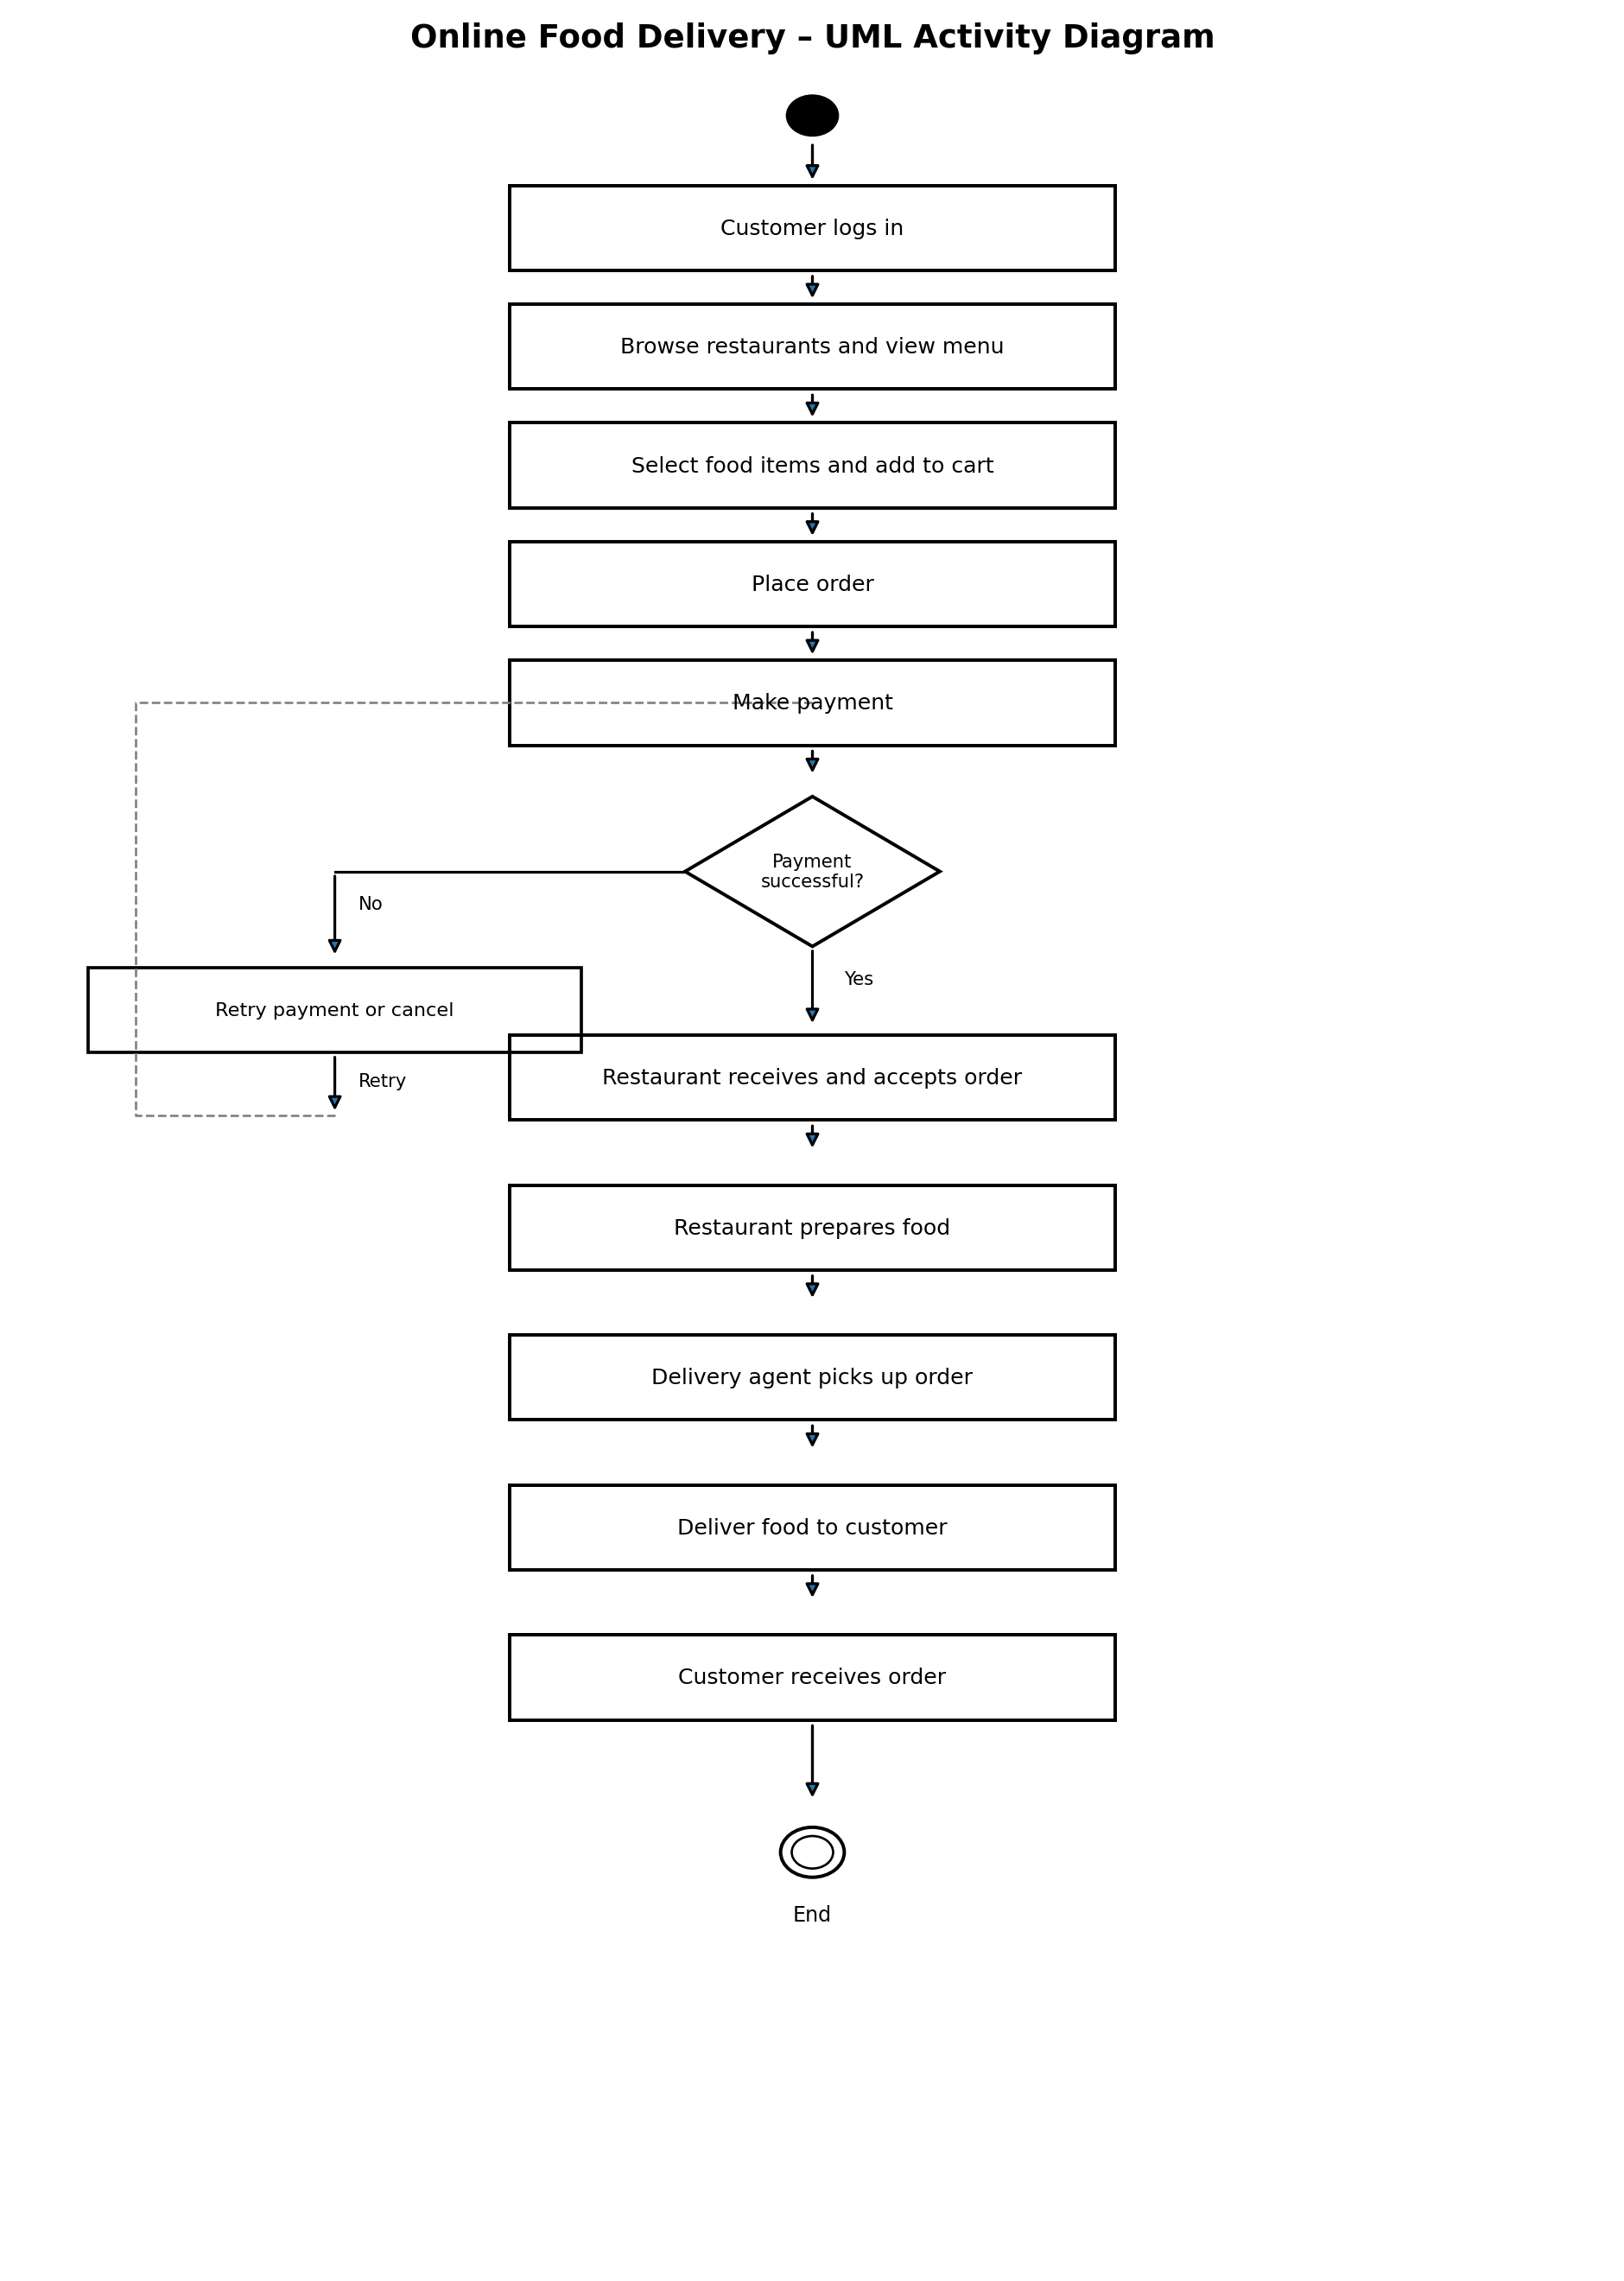 Online Food Delivery – UML Activity Diagram
Customer logs in
Browse restaurants and view menu
Select food items and add to cart
Place order
Make payment
Payment
successful?
No
Yes
Retry payment or cancel
Restaurant receives and accepts order
Retry
Restaurant prepares food
Delivery agent picks up order
Deliver food to customer
Customer receives order
End